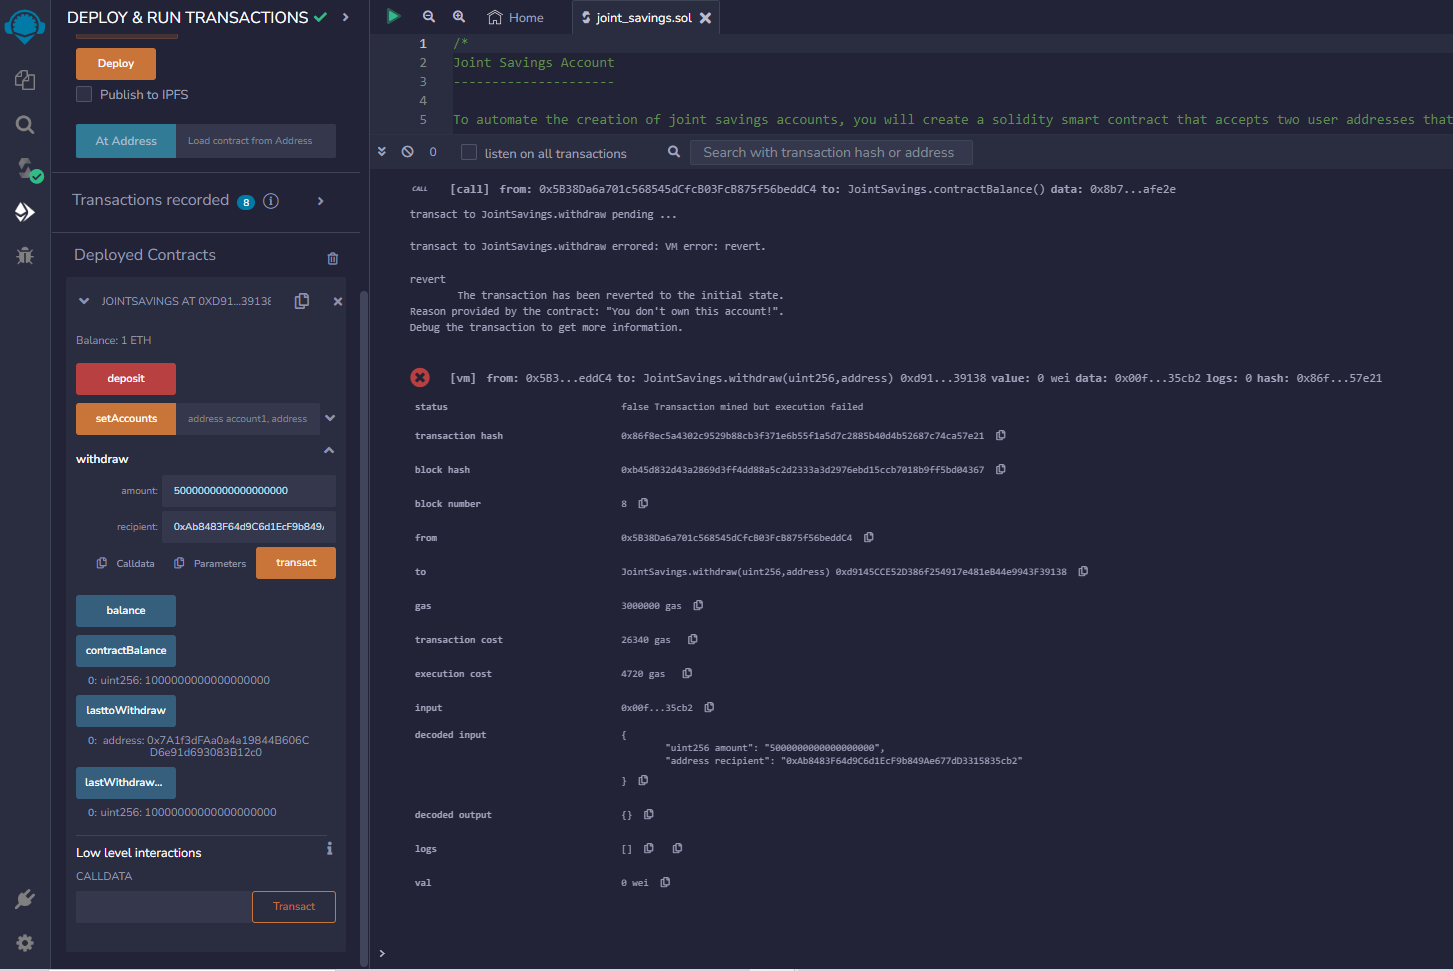 DEPLOY & RUN TRANSACTIONS
Deploy
Publish to IPFS
At Address
Load contract from Address
Transactions recorded 8 i
Deployed Contracts
JOINTSAVINGS AT 0XD91...39138
Balance: 1 ETH
deposit
setAccounts
address account1, address
withdraw
amount: 5000000000000000000
recipient: 0xAb8483F64d9C6d1EcF9b849A
Calldata
Parameters
transact
balance
contractBalance
0: uint256: 1000000000000000000
lasttoWithdraw
0: address: 0x7A1f3dFAa0a4a19844B606C
D6e91d693083B12c0
lastWithdraw...
0: uint256: 10000000000000000000
Low level interactions
CALLDATA
Transact
Home
joint_savings.sol
1 /*
2 Joint Savings Account
3 ---------------------
4
5 To automate the creation of joint savings accounts, you will create a solidity smart contract that accepts two user addresses that
0
listen on all transactions
Search with transaction hash or address
CALL [call] from: 0x5B38Da6a701c568545dCfcB03FcB875f56beddC4 to: JointSavings.contractBalance() data: 0x8b7...afe2e
transact to JointSavings.withdraw pending ...
transact to JointSavings.withdraw errored: VM error: revert.
revert
The transaction has been reverted to the initial state.
Reason provided by the contract: "You don't own this account!".
Debug the transaction to get more information.
[vm] from: 0x5B3...eddC4 to: JointSavings.withdraw(uint256,address) 0xd91...39138 value: 0 wei data: 0x00f...35cb2 logs: 0 hash: 0x86f...57e21
status false Transaction mined but execution failed
transaction hash 0x86f8ec5a4302c9529b88cb3f371e6b55f1a5d7c2885b40d4b52687c74ca57e21
block hash 0xb45d832d43a2869d3ff4dd88a5c2d2333a3d2976ebd15ccb7018b9ff5bd04367
block number 8
from 0x5B38Da6a701c568545dCfcB03FcB875f56beddC4
to JointSavings.withdraw(uint256,address) 0xd9145CCE52D386f254917e481eB44e9943F39138
gas 3000000 gas
transaction cost 26340 gas
execution cost 4720 gas
input 0x00f...35cb2
decoded input {
"uint256 amount": "5000000000000000000",
"address recipient": "0xAb8483F64d9C6d1EcF9b849Ae677dD3315835cb2"
}
decoded output {}
logs []
val 0 wei
>